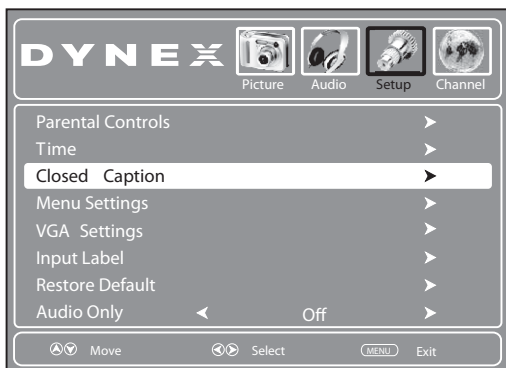 DYNEX
Picture Audio Setup Channel
Parental Controls
Time
Closed Caption
Menu Settings
VGA Settings
Input Label
Restore Default
Audio Only Off
Move Select MENU Exit